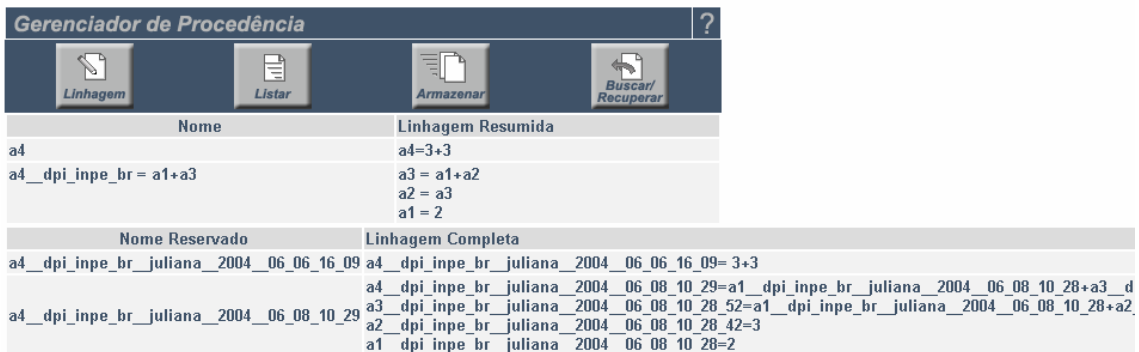 Gerenciador de Procedência ?
Linhagem Listar Armazenar Buscar/
Recuperar
Nome Linhagem Resumida
a4 a4=3+3
a4__dpi_inpe_br = a1+a3 a3 = a1+a2
a2 = a3
a1 = 2
Nome Reservado Linhagem Completa
a4__dpi_inpe_br__juliana__2004__06_06_16_09 a4__dpi_inpe_br__juliana__2004__06_06_16_09= 3+3
a4__dpi_inpe_br__juliana__2004__06_08_10_29=a1__dpi_inpe_br__juliana__2004__06_08_10_28+a3__d
a4__dpi_inpe_br__juliana__2004__06_08_10_29 a3__dpi_inpe_br__juliana__2004__06_08_10_28_52=a1__dpi_inpe_br__juliana__2004__06_08_10_28+a2_
a2__dpi_inpe_br__juliana__2004__06_08_10_28_42=3
a1__dpi_inpe_br__juliana__2004__06_08_10_28=2